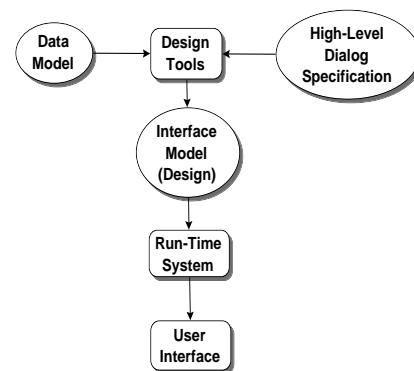 Data
Model
Design
Tools
High-Level
Dialog
Specification
Interface
Model
(Design)
Run-Time
System
User
Interface